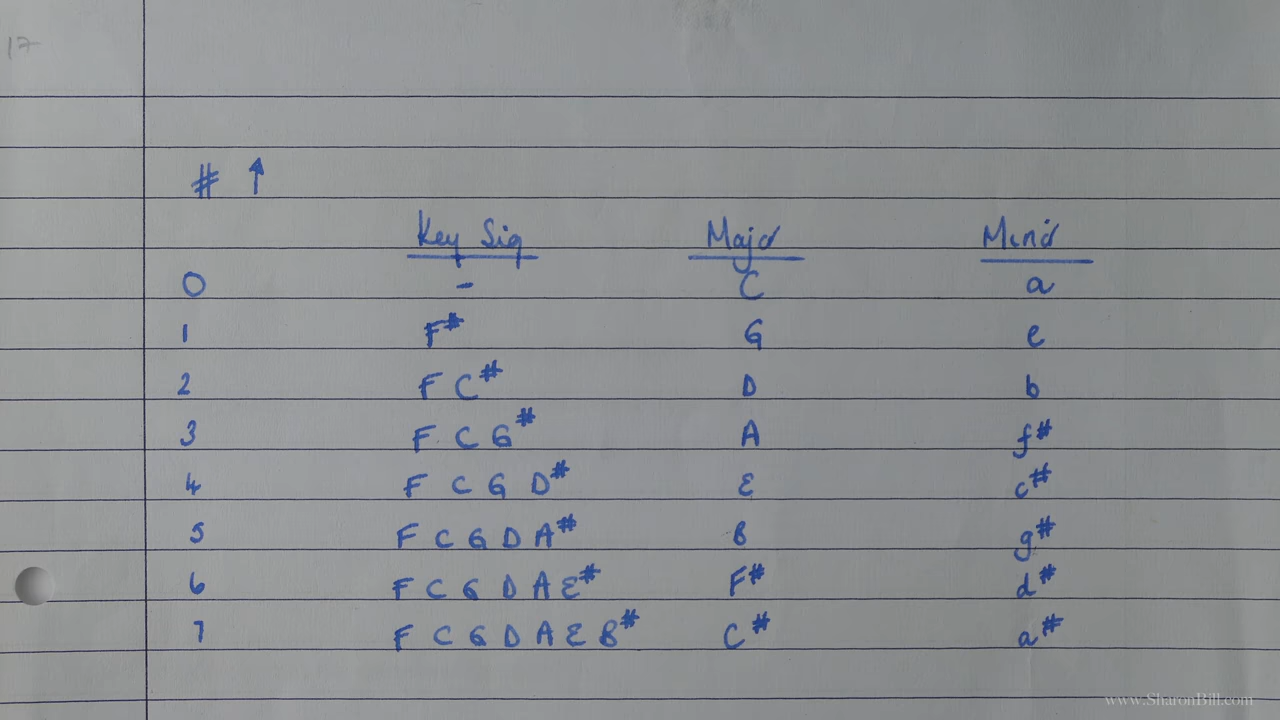 17
# ↑
Key Sig Major Minor
0 - C a
1 F# G e
2 F C# D b
3 F C G# A f#
4 F C G D# E c#
5 F C G D A# B g#
6 F C G D A E# F# d#
7 F C G D A E B# C# a#
www.SharonBill.com